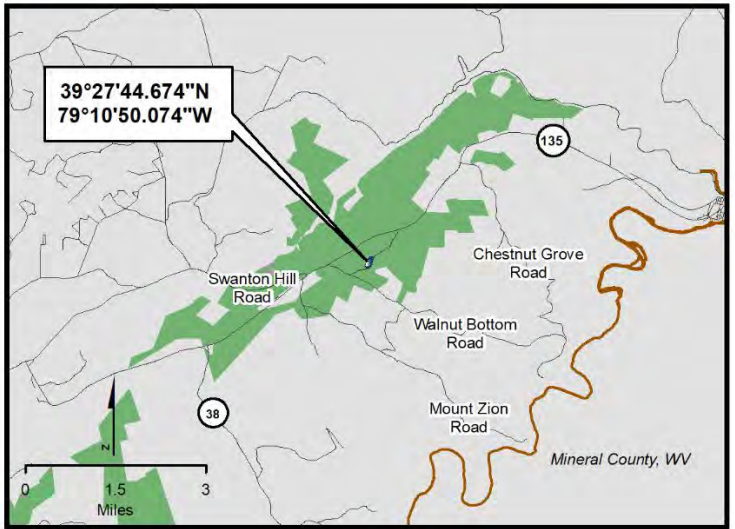 39°27'44.674"N
79°10'50.074"W
135
Chestnut Grove
Road
Swanton Hill
Road
Walnut Bottom
Road
38
Mount Zion
Road
Mineral County, WV
N
0 1.5 3
Miles